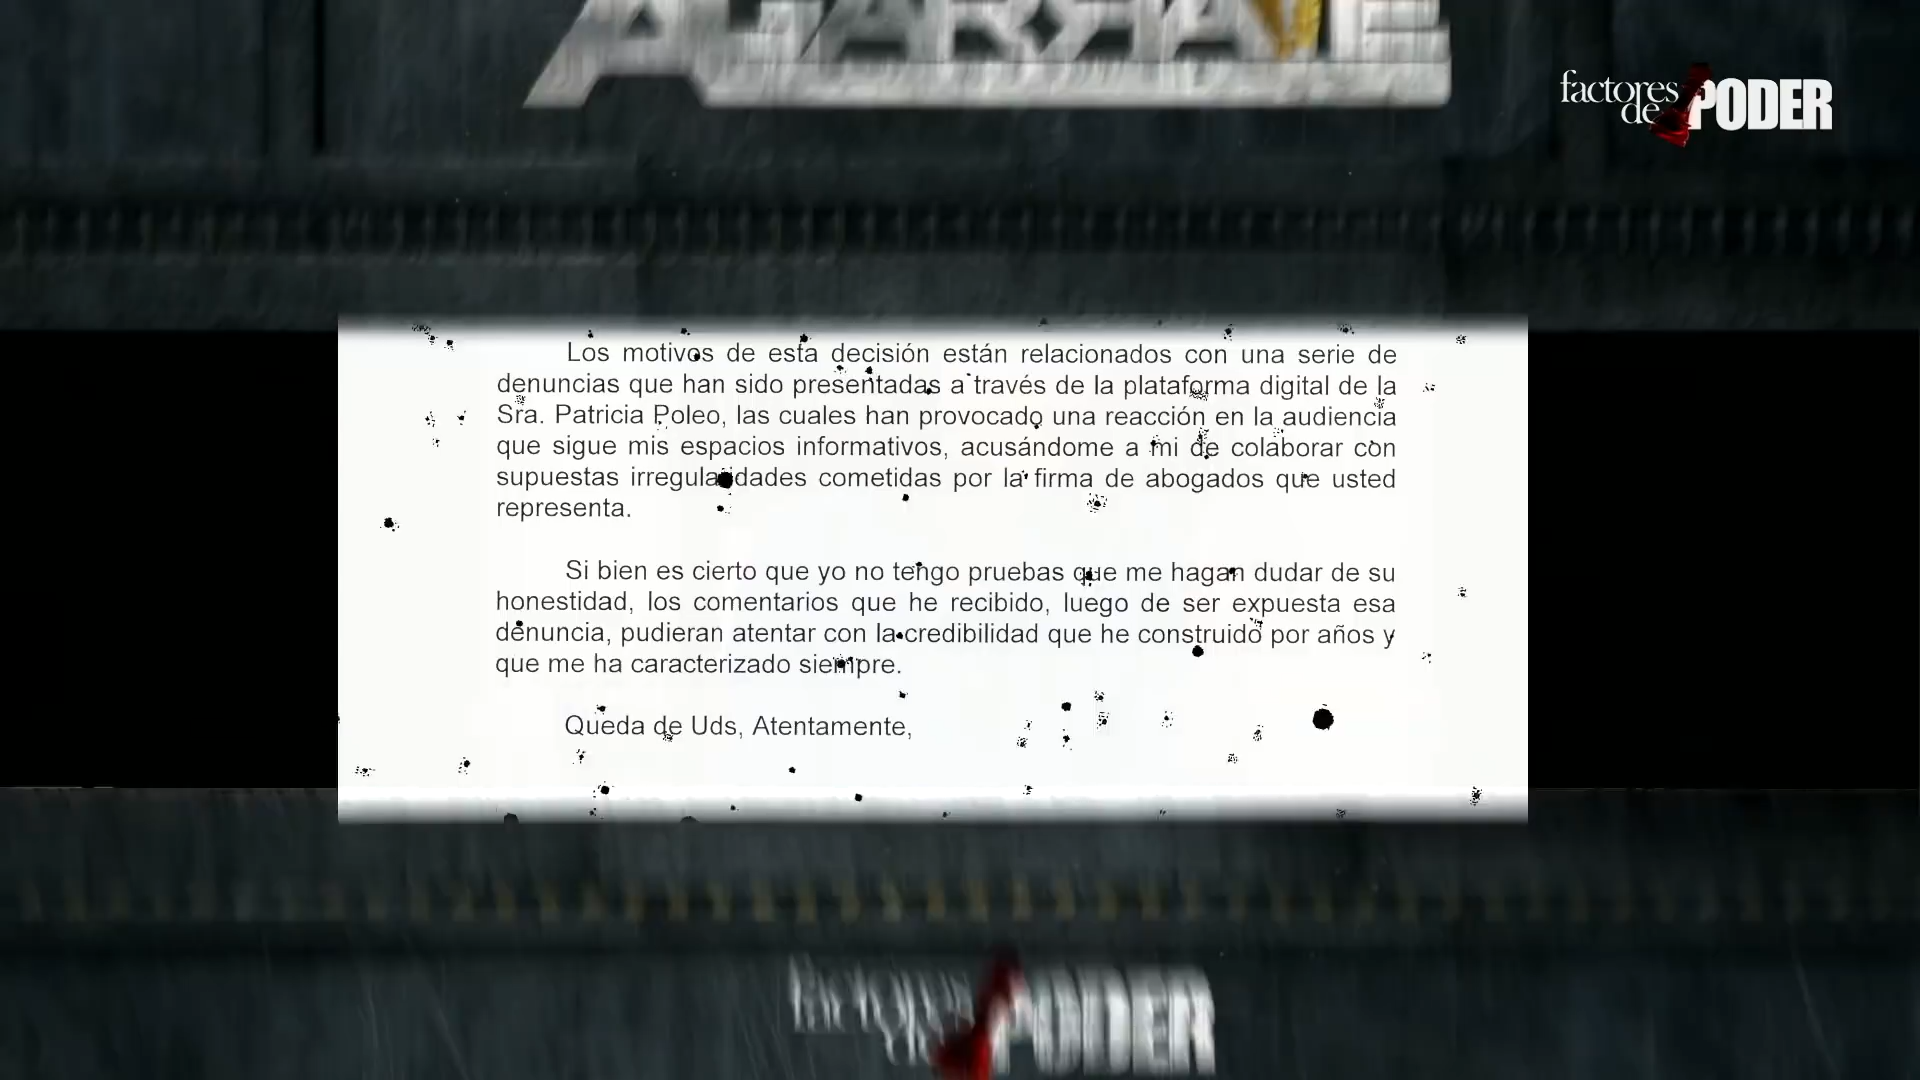 AGÁRRATE
factores
de PODER
Los motivos de esta decisión están relacionados con una serie de
denuncias que han sido presentadas a través de la plataforma digital de la
Sra. Patricia Poleo, las cuales han provocado una reacción en la audiencia
que sigue mis espacios informativos, acusándome a mi de colaborar con
supuestas irregularidades cometidas por la firma de abogados que usted
representa.
Si bien es cierto que yo no tengo pruebas que me hagan dudar de su
honestidad, los comentarios que he recibido, luego de ser expuesta esa
denuncia, pudieran atentar con la credibilidad que he construido por años y
que me ha caracterizado siempre.
Queda de Uds, Atentamente,
factores
de PODER